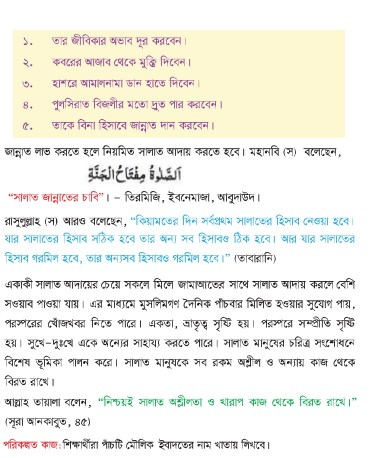 ১. তার জীবিকার অভাব দূর করবেন।
২. কবরের আজাব থেকে মুক্তি দিবেন।
৩. হাশরে আমালনামা ডান হাতে দিবেন।
৪. পুলসিরাত বিজলীর মতো দ্রুত পার করবেন।
৫. তাকে বিনা হিসাবে জান্নাত দান করবেন।
জান্নাত লাভ করতে হলে নিয়মিত সালাত আদায় করতে হবে। মহানবি (স) বলেছেন,
اَلصَّلٰوةُ مِفْتَاحُ الْجَنَّةِ
“সালাত জান্নাতের চাবি”। – তিরমিজি, ইবনেমাজা, আবুদাউদ।
রাসুলুল্লাহ (স) আরও বলেছেন, “কিয়ামতের দিন সর্বপ্রথম সালাতের হিসাব নেওয়া হবে।
যার সালাতের হিসাব সঠিক হবে তার অন্য সব হিসাবও ঠিক হবে। আর যার সালাতের
হিসাব গরমিল হবে, তার অন্যসব হিসাবও গরমিল হবে।” (তাবারানি)
একাকী সালাত আদায়ের চেয়ে সকলে মিলে জামাআতের সাথে সালাত আদায় করলে বেশি
সওয়াব পাওয়া যায়। এর মাধ্যমে মুসলিমগণ দৈনিক পাঁচবার মিলিত হওয়ার সুযোগ পায়,
পরস্পরের খোঁজখবর নিতে পারে। একতা, ভ্রাতৃত্ব সৃষ্টি হয়। পরস্পরে সম্প্রীতি সৃষ্টি
হয়। সুখে-দুঃখে একে অন্যের সাহায্য করতে পারে। সালাত মানুষের চরিত্র সংশোধনে
বিশেষ ভূমিকা পালন করে। সালাত মানুষকে সব রকম অশ্লীল ও অন্যায় কাজ থেকে
বিরত রাখে।
আল্লাহ তায়ালা বলেন, “নিশ্চয়ই সালাত অশ্লীলতা ও খারাপ কাজ থেকে বিরত রাখে।”
(সূরা আনকাবুত, ৪৫)
পরিকল্পিত কাজ: শিক্ষার্থীরা পাঁচটি মৌলিক ইবাদতের নাম খাতায় লিখবে।